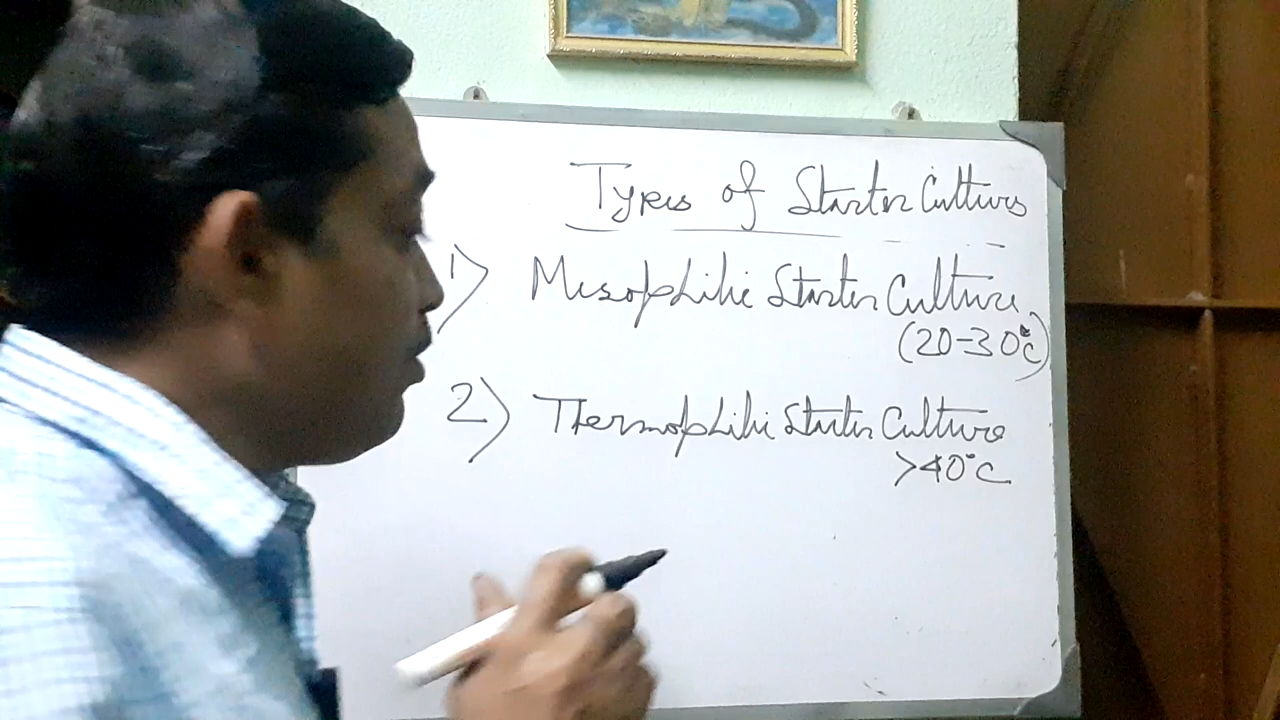 Types of Starter Cultures
1) Mesophilic Starter Culture
(20-30°c)
2) Thermophilic Starter Culture
>40°C